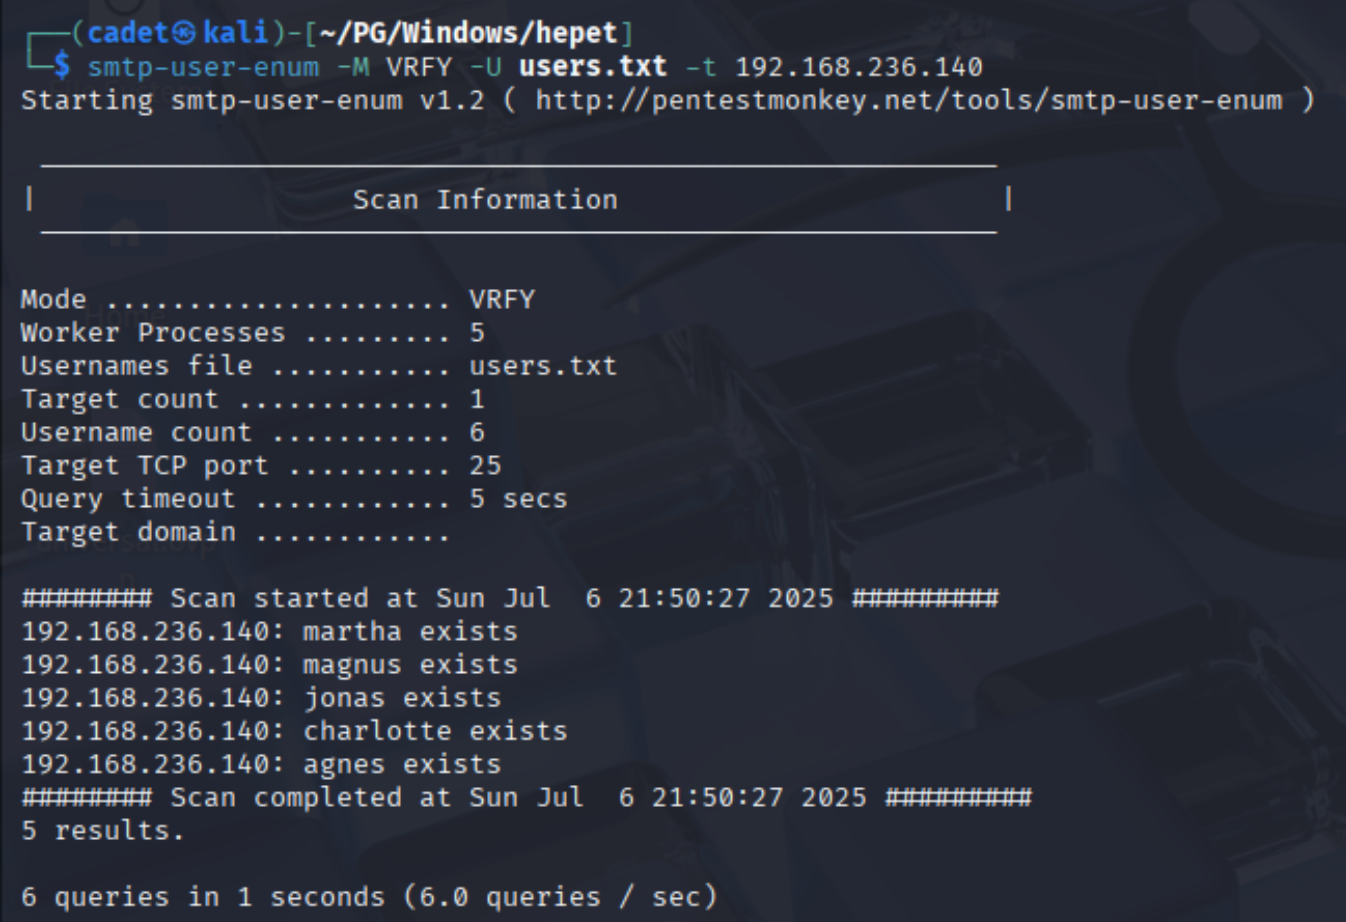 ┌──(cadet㉿kali)-[~/PG/Windows/hepet]
└─$ smtp-user-enum -M VRFY -U users.txt -t 192.168.236.140
Starting smtp-user-enum v1.2 ( http://pentestmonkey.net/tools/smtp-user-enum )
| Scan Information |
Mode ..................... VRFY
Worker Processes ......... 5
Usernames file ........... users.txt
Target count ............. 1
Username count ........... 6
Target TCP port .......... 25
Query timeout ............ 5 secs
Target domain ............
######## Scan started at Sun Jul  6 21:50:27 2025 #########
192.168.236.140: martha exists
192.168.236.140: magnus exists
192.168.236.140: jonas exists
192.168.236.140: charlotte exists
192.168.236.140: agnes exists
######## Scan completed at Sun Jul  6 21:50:27 2025 #########
5 results.
6 queries in 1 seconds (6.0 queries / sec)